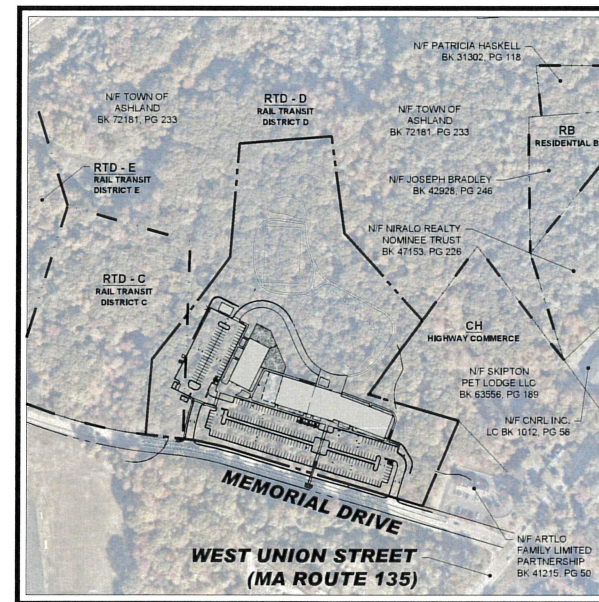 N/F PATRICIA HASKELL
BK 31302, PG 118
N/F TOWN OF
ASHLAND
BK 72181, PG 233
RTD - D
RAIL TRANSIT
DISTRICT D
N/F TOWN OF
ASHLAND
BK 72181, PG 233
RB
RESIDENTIAL B
RTD - E
RAIL TRANSIT
DISTRICT E
N/F JOSEPH BRADLEY
BK 42928, PG 246
N/F NIRALO REALTY
NOMINEE TRUST
BK 47153, PG 226
RTD - C
RAIL TRANSIT
DISTRICT C
CH
HIGHWAY COMMERCE
N/F SKIPTON
PET LODGE LLC
BK 63556, PG 189
N/F CNRL INC.
LC BK 1012, PG 58
MEMORIAL DRIVE
WEST UNION STREET
(MA ROUTE 135)
N/F ARTLO
FAMILY LIMITED
PARTNERSHIP
BK 41215, PG 50